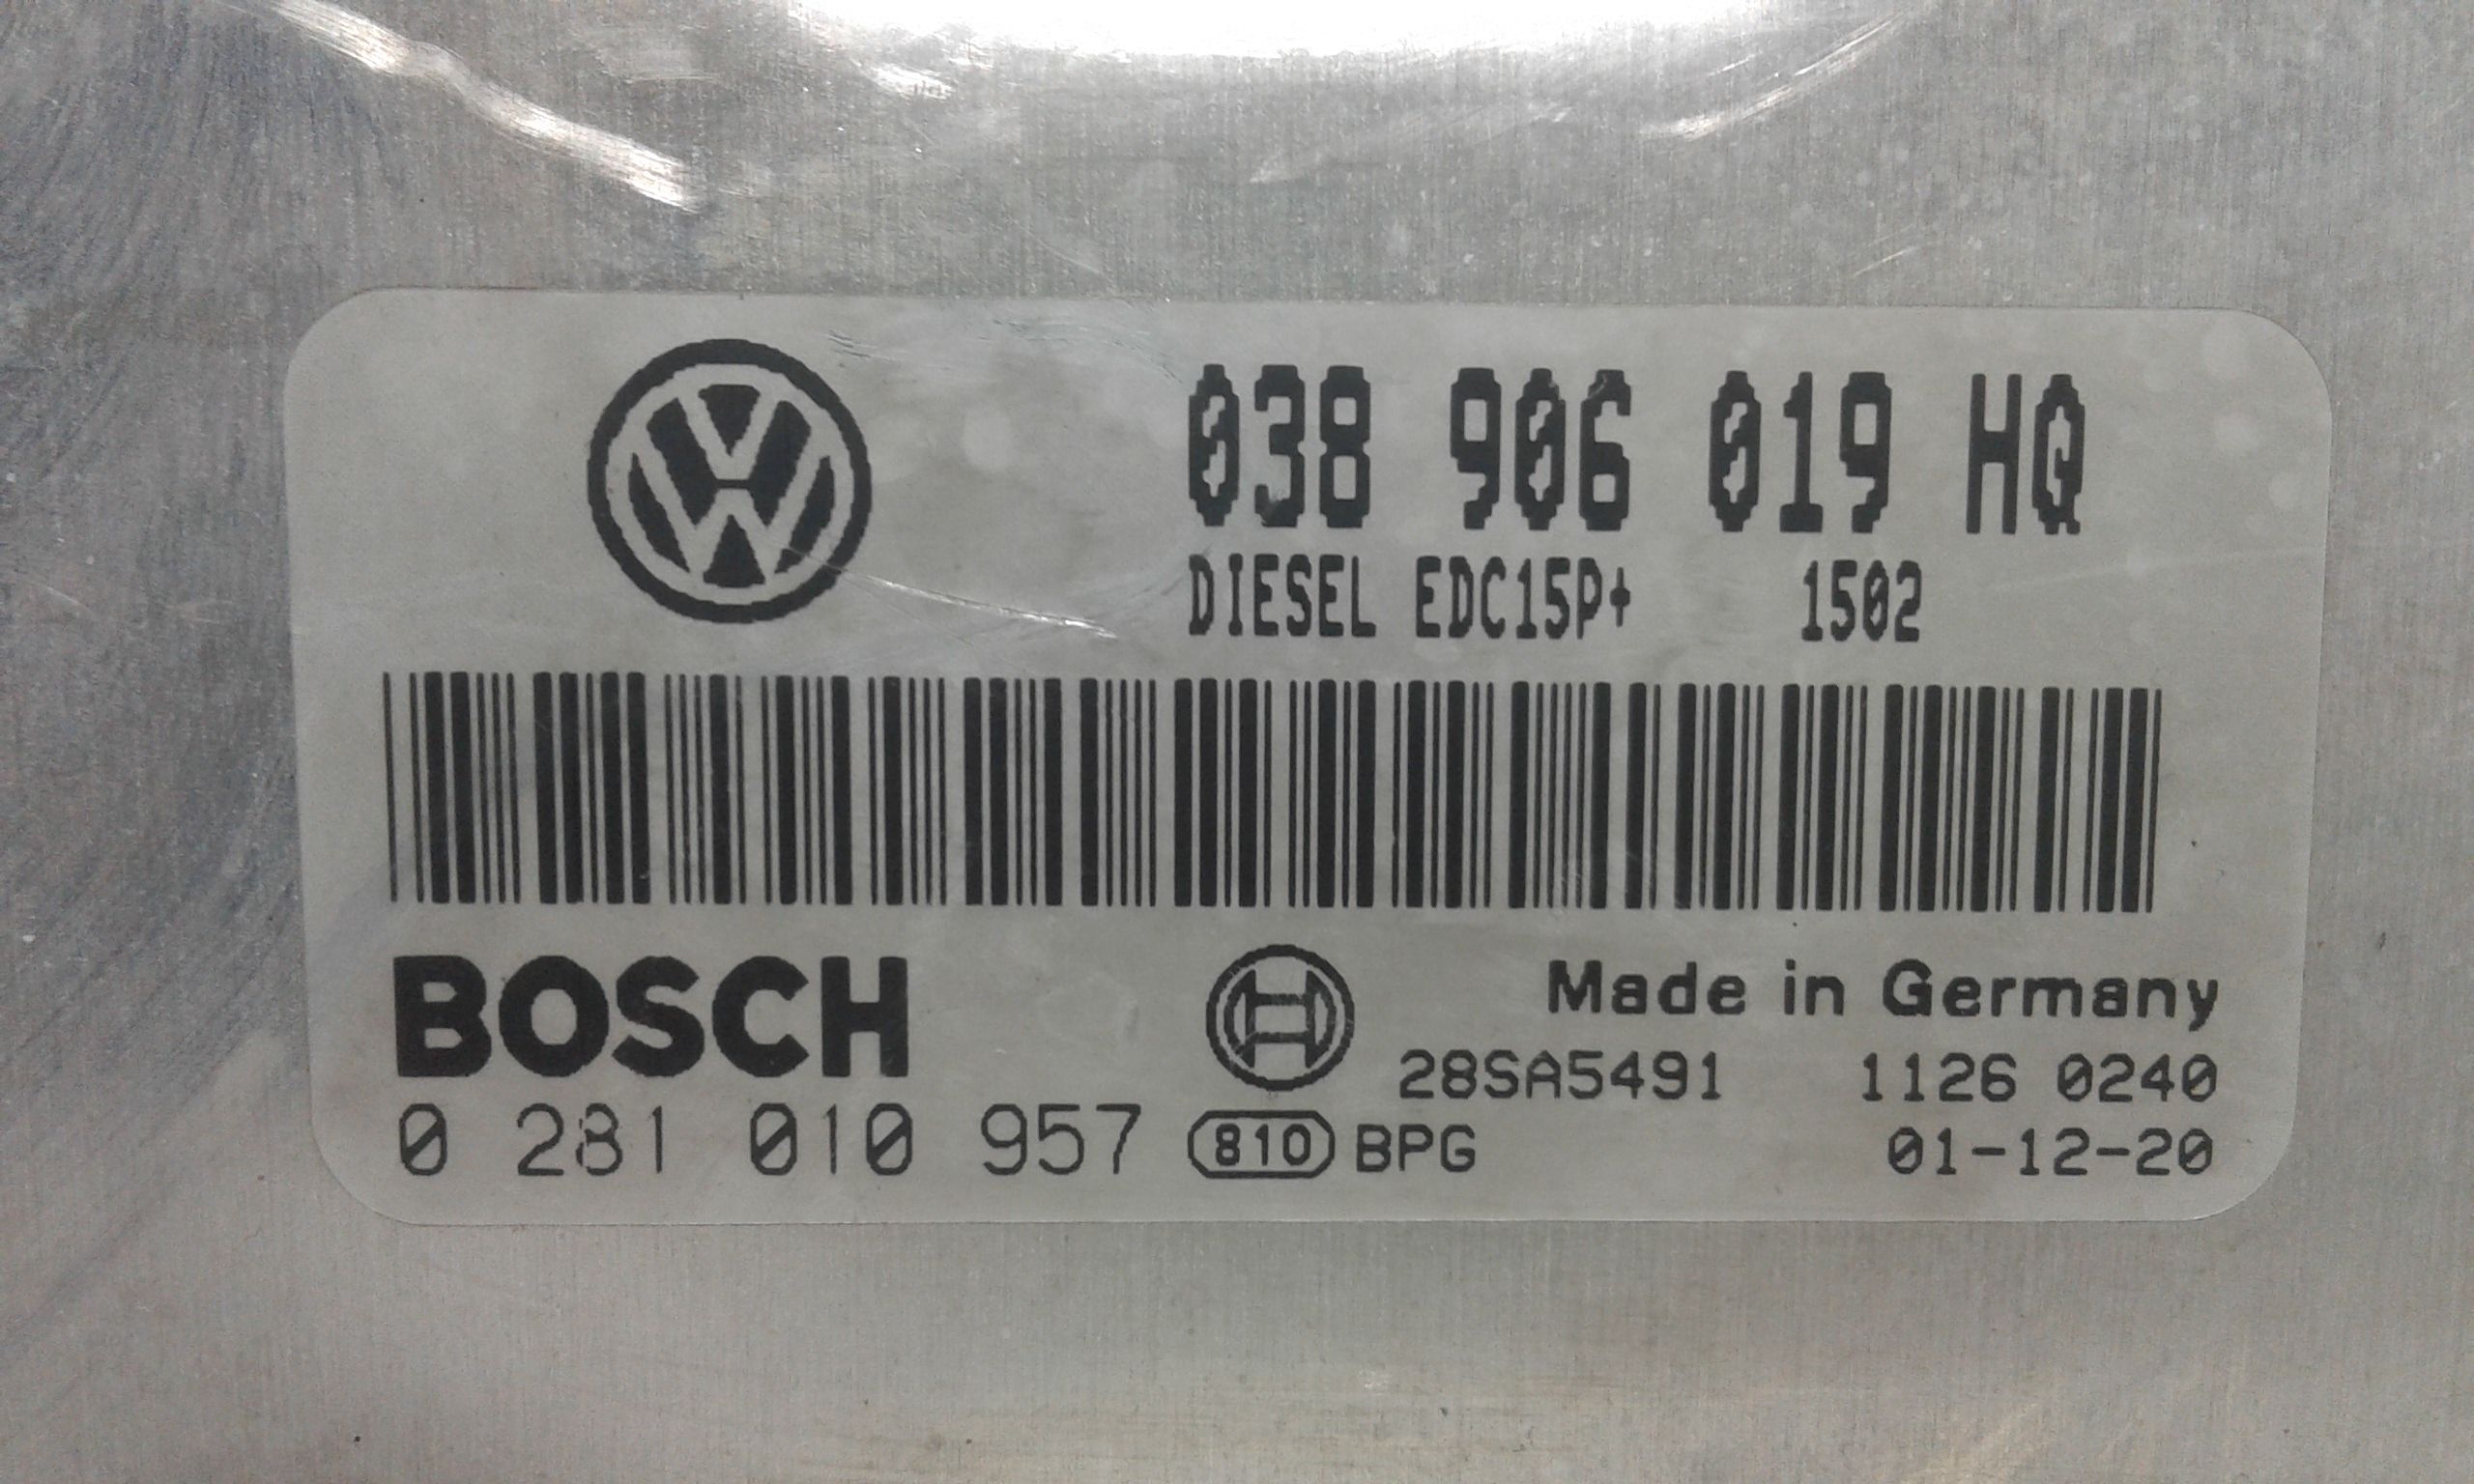 038 906 019 HQ
DIESEL EDC15P+ 1502
BOSCH
Made in Germany
28SA5491 1126 0240
0 281 010 957 810 BPG 01-12-20